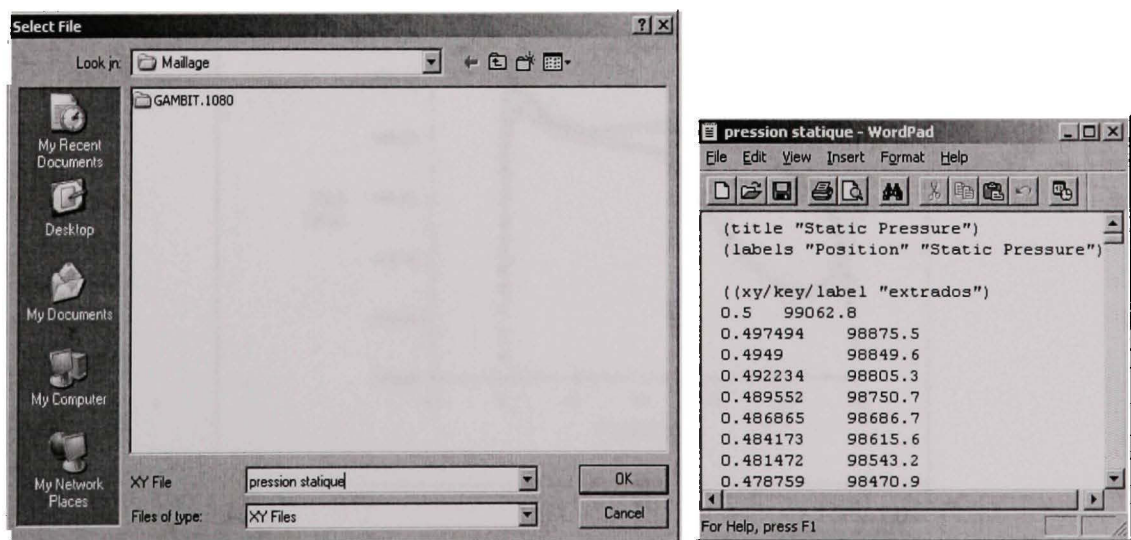 Select File
Look in: Maillage
GAMBIT.1080
My Recent
Documents
Desktop
My Documents
My Computer
My Network
Places
XY File pression statique
Files of type: XY Files
OK
Cancel
pression statique - WordPad
File Edit View Insert Format Help
(title "Static Pressure")
(labels "Position" "Static Pressure")
((xy/key/label "extrados")
0.5 99062.8
0.497494 98875.5
0.4949 98849.6
0.492234 98805.3
0.489552 98750.7
0.486865 98686.7
0.484173 98615.6
0.481472 98543.2
0.478759 98470.9
For Help, press F1